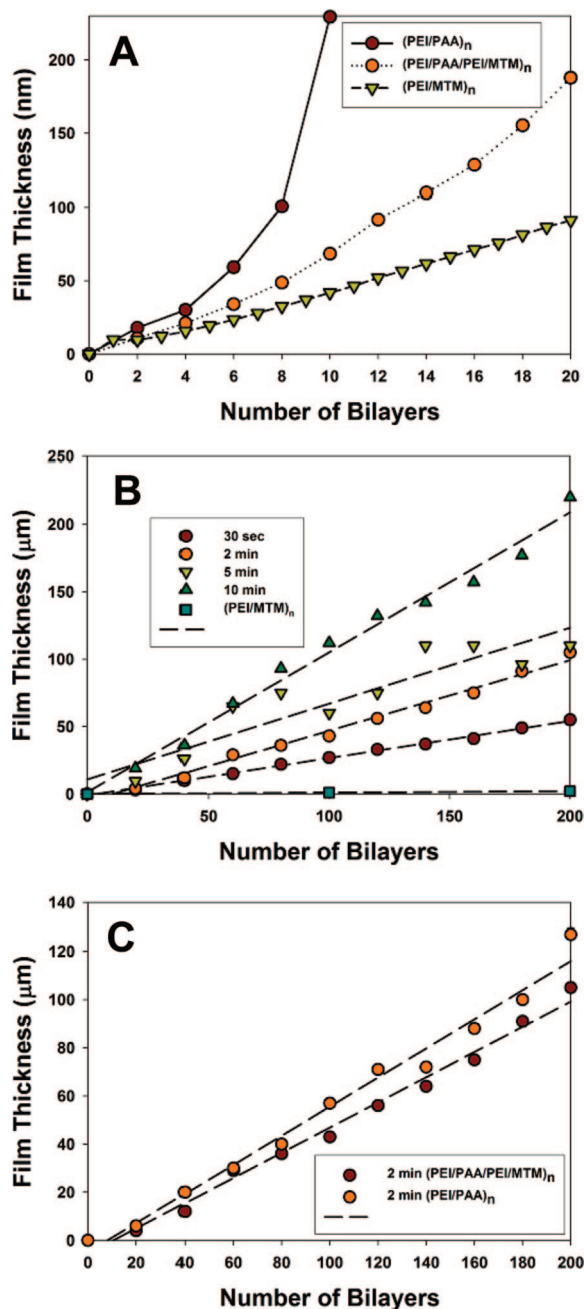 A
(PEI/PAA)n
(PEI/PAA/PEI/MTM)n
(PEI/MTM)n
Film Thickness (nm)
200
150
100
50
0
0 2 4 6 8 10 12 14 16 18 20
Number of Bilayers
B
30 sec
2 min
5 min
10 min
(PEI/MTM)n
Film Thickness (μm)
250
200
150
100
50
0
0 50 100 150 200
Number of Bilayers
C
2 min (PEI/PAA/PEI/MTM)n
2 min (PEI/PAA)n
Film Thickness (μm)
140
120
100
80
60
40
20
0
0 20 40 60 80 100 120 140 160 180 200
Number of Bilayers